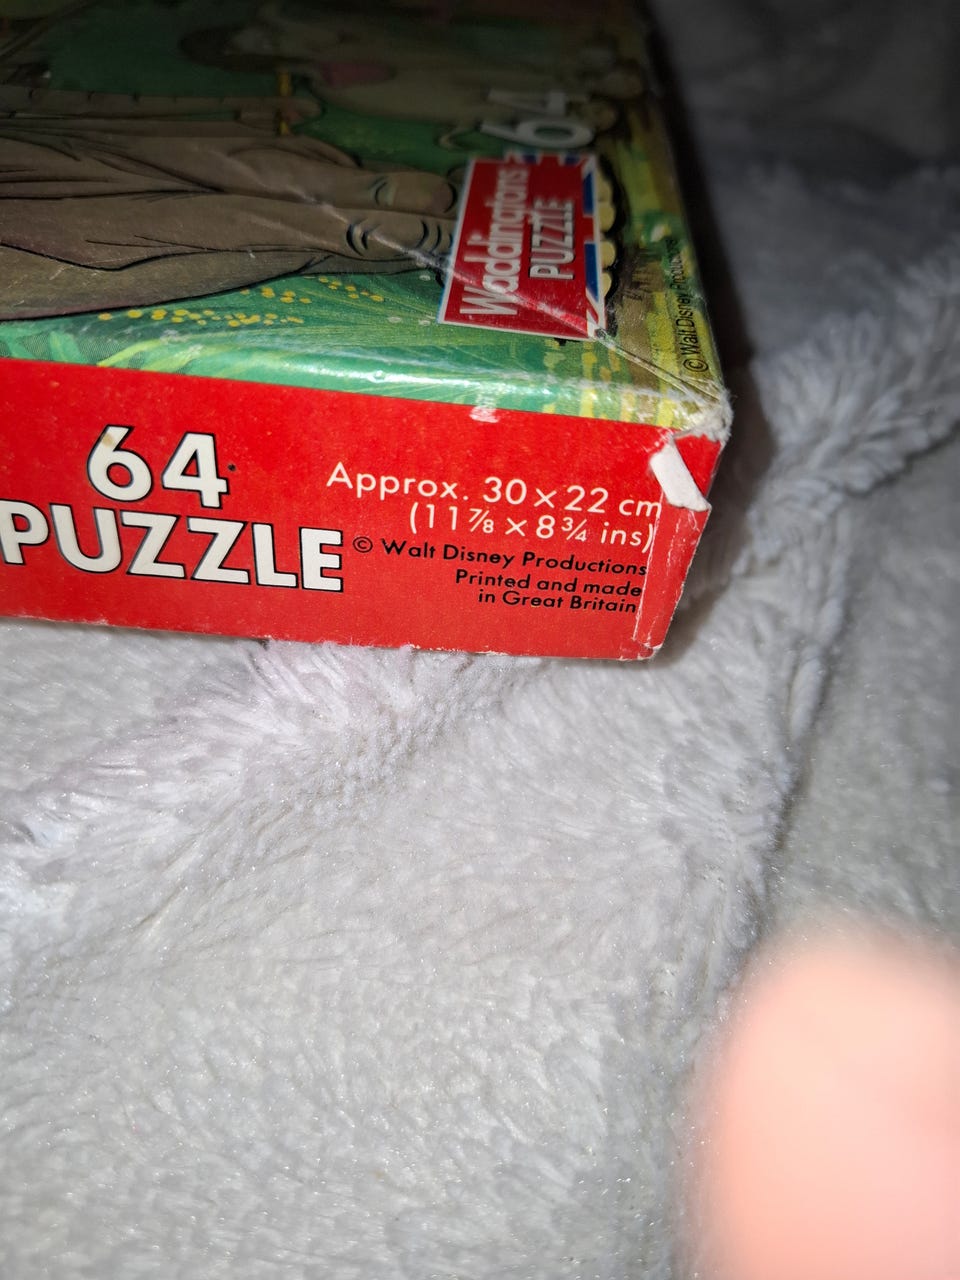 64
Waddingtons
PUZZLE
© Walt Disney Productions
64
PUZZLE
Approx. 30 × 22 cm
(11⅞ × 8¾ ins)
© Walt Disney Productions
Printed and made
in Great Britain